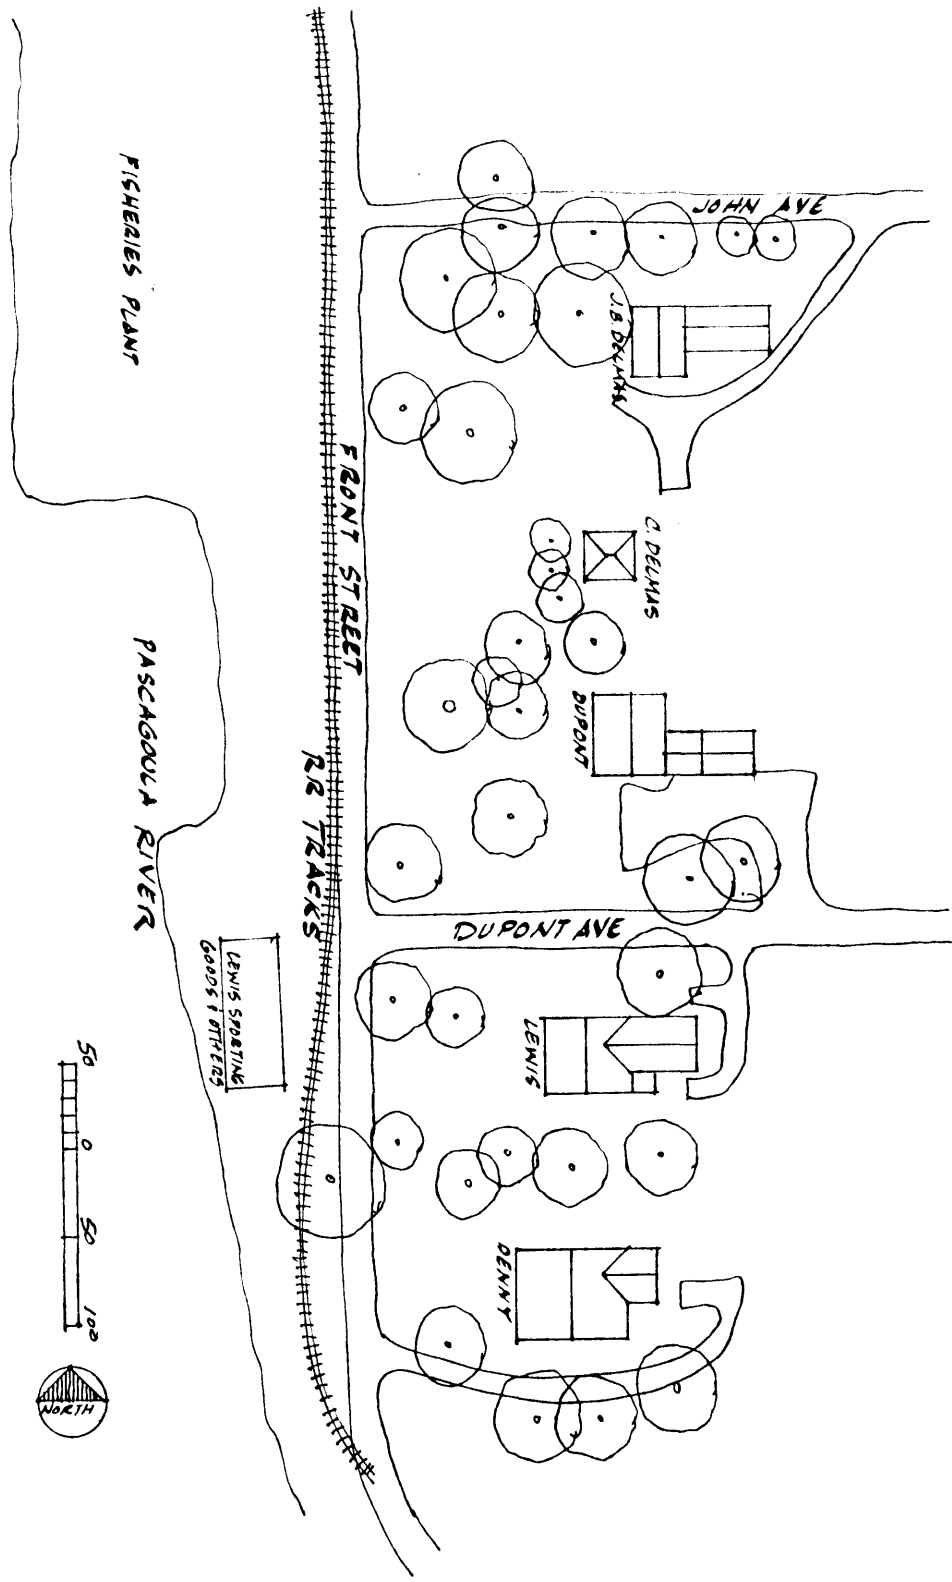 JOHN AVE
FISHERIES PLANT
J.B. DELMAS
FRONT STREET
C. DELMAS
PASCAGOULA RIVER
DUPONT
RR TRACKS
DUPONT AVE
LEWIS SPORTING
GOODS & OTHERS
LEWIS
DENNY
50 0 50 100
NORTH